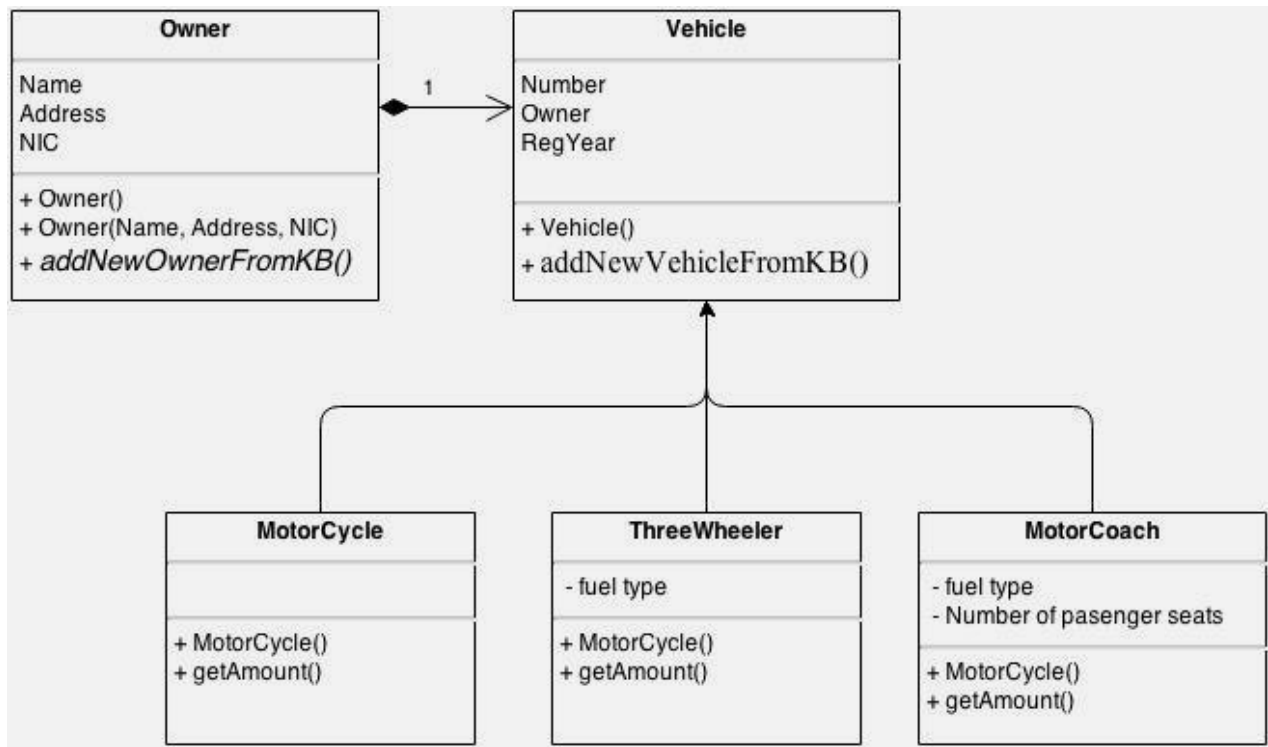 Owner
Name
Address
NIC
+ Owner()
+ Owner(Name, Address, NIC)
+ addNewOwnerFromKB()
1
Vehicle
Number
Owner
RegYear
+ Vehicle()
+ addNewVehicleFromKB()
MotorCycle
+ MotorCycle()
+ getAmount()
ThreeWheeler
- fuel type
+ MotorCycle()
+ getAmount()
MotorCoach
- fuel type
- Number of pasenger seats
+ MotorCycle()
+ getAmount()